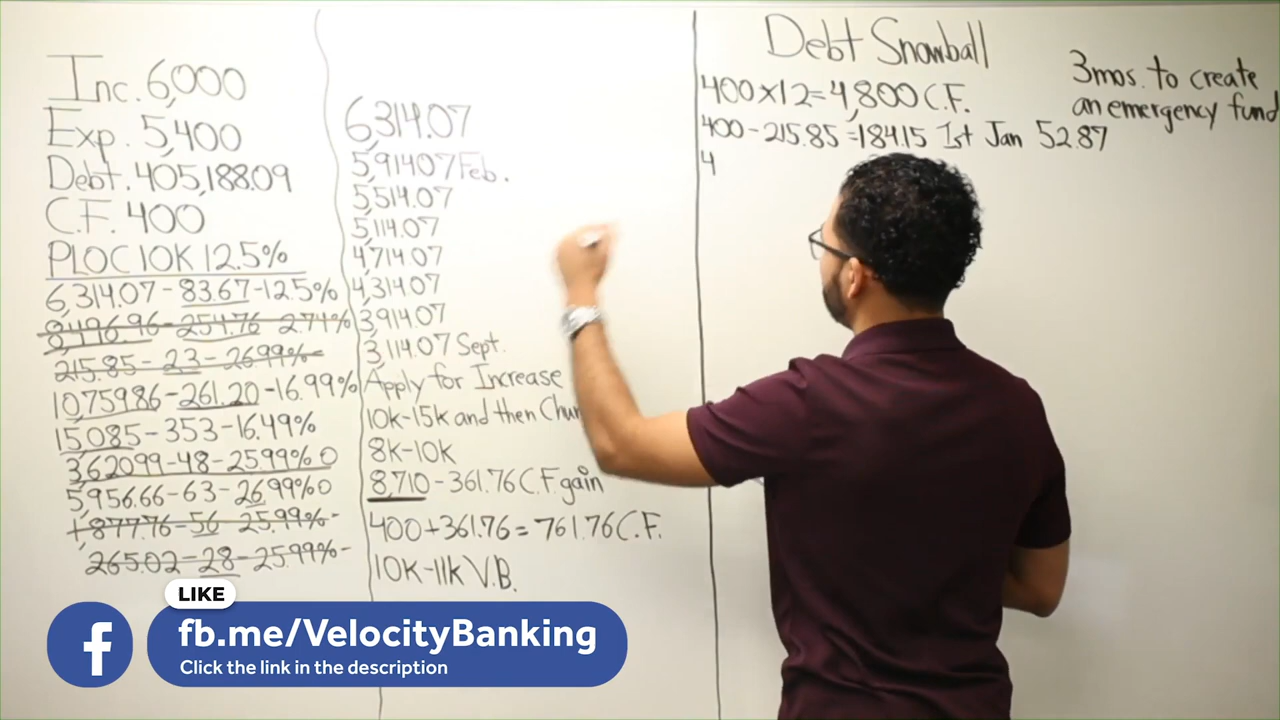 Inc. 6,000
Exp. 5,400
Debt. 405,188.09
C.F. 400
PLOC 10K 12.5%
6,314.07 - 83.67 - 12.5%
8,196.96 - 254.76 - 2.74%
215.85 - 23 - 26.99%
10,759.86 - 261.20 - 16.99%
15,085 - 353 - 16.49%
3,620.99 - 48 - 25.99% 0
5,956.66 - 63 - 26.99% 0
1,877.76 - 56 - 25.99% -
265.02 - 28 - 25.99% -
6,314.07
5,914.07 Feb.
5,514.07
5,114.07
4,714.07
4,314.07
3,914.07
3,114.07 Sept.
Apply for Increase
10k-15k and then
8k-10k
8,710 - 361.76 C.F. gain
400 + 361.76 = 761.76 C.F.
10k-11k V.B.
Debt Snowball
400 x 12 = 4,800 C.F.
400 - 215.85 = 184.15 1st Jan 52.87
4
3mos. to create
an emergency fund
LIKE
f
fb.me/VelocityBanking
Click the link in the description